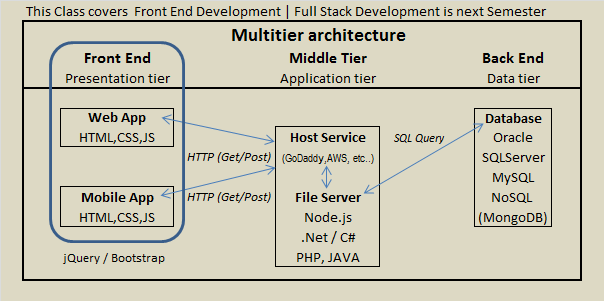 This Class covers  Front End Development | Full Stack Development is next Semester
Multitier architecture
Front End
Presentation tier
Middle Tier
Application tier
Back End
Data tier
Web App
HTML,CSS,JS
HTTP (Get/Post)
Mobile App
HTML,CSS,JS
HTTP (Get/Post)
jQuery / Bootstrap
Host Service
(GoDaddy,AWS, etc..)
File Server
Node.js
.Net / C#
PHP, JAVA
SQL Query
Database
Oracle
SQLServer
MySQL
NoSQL
(MongoDB)